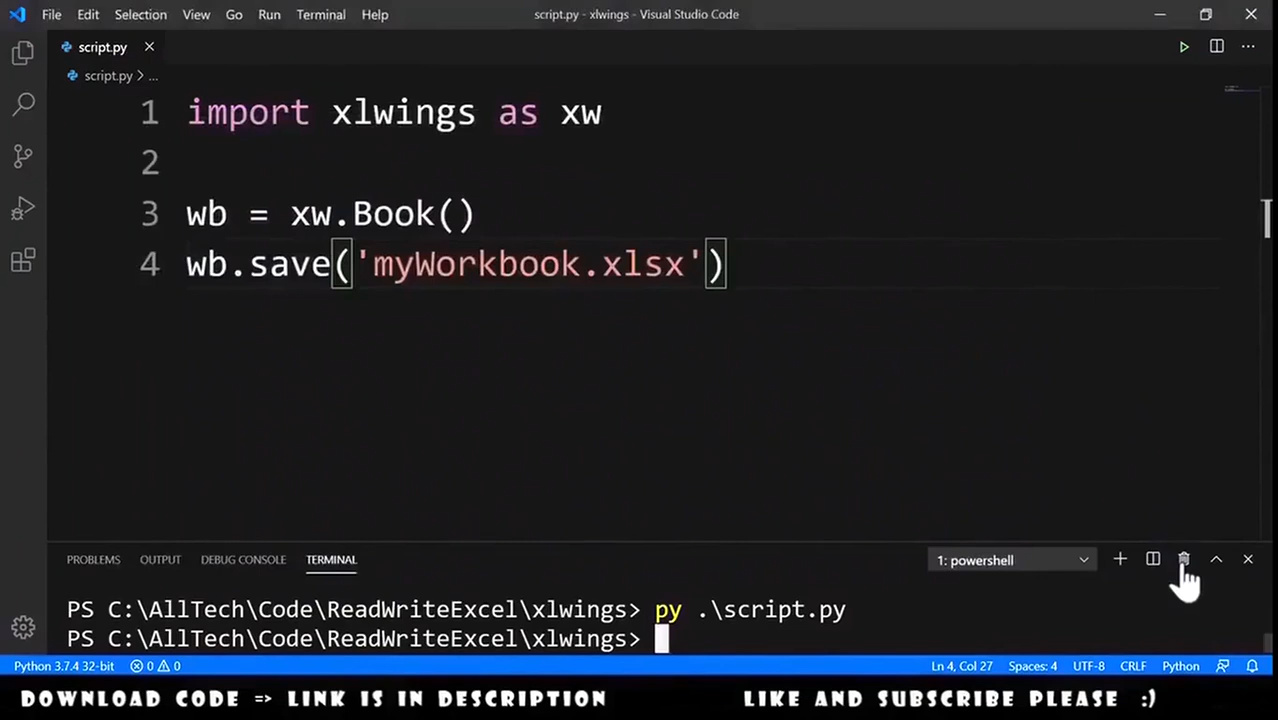 File Edit Selection View Go Run Terminal Help script.py - xlwings - Visual Studio Code
script.py
script.py > ...
1 import xlwings as xw
2
3 wb = xw.Book()
4 wb.save('myWorkbook.xlsx')
PROBLEMS OUTPUT DEBUG CONSOLE TERMINAL 1: powershell
PS C:\AllTech\Code\ReadWriteExcel\xlwings> py .\script.py
PS C:\AllTech\Code\ReadWriteExcel\xlwings>
Python 3.7.4 32-bit 0 0 Ln 4, Col 27 Spaces: 4 UTF-8 CRLF Python
DOWNLOAD CODE => LINK IS IN DESCRIPTION LIKE AND SUBSCRIBE PLEASE :)